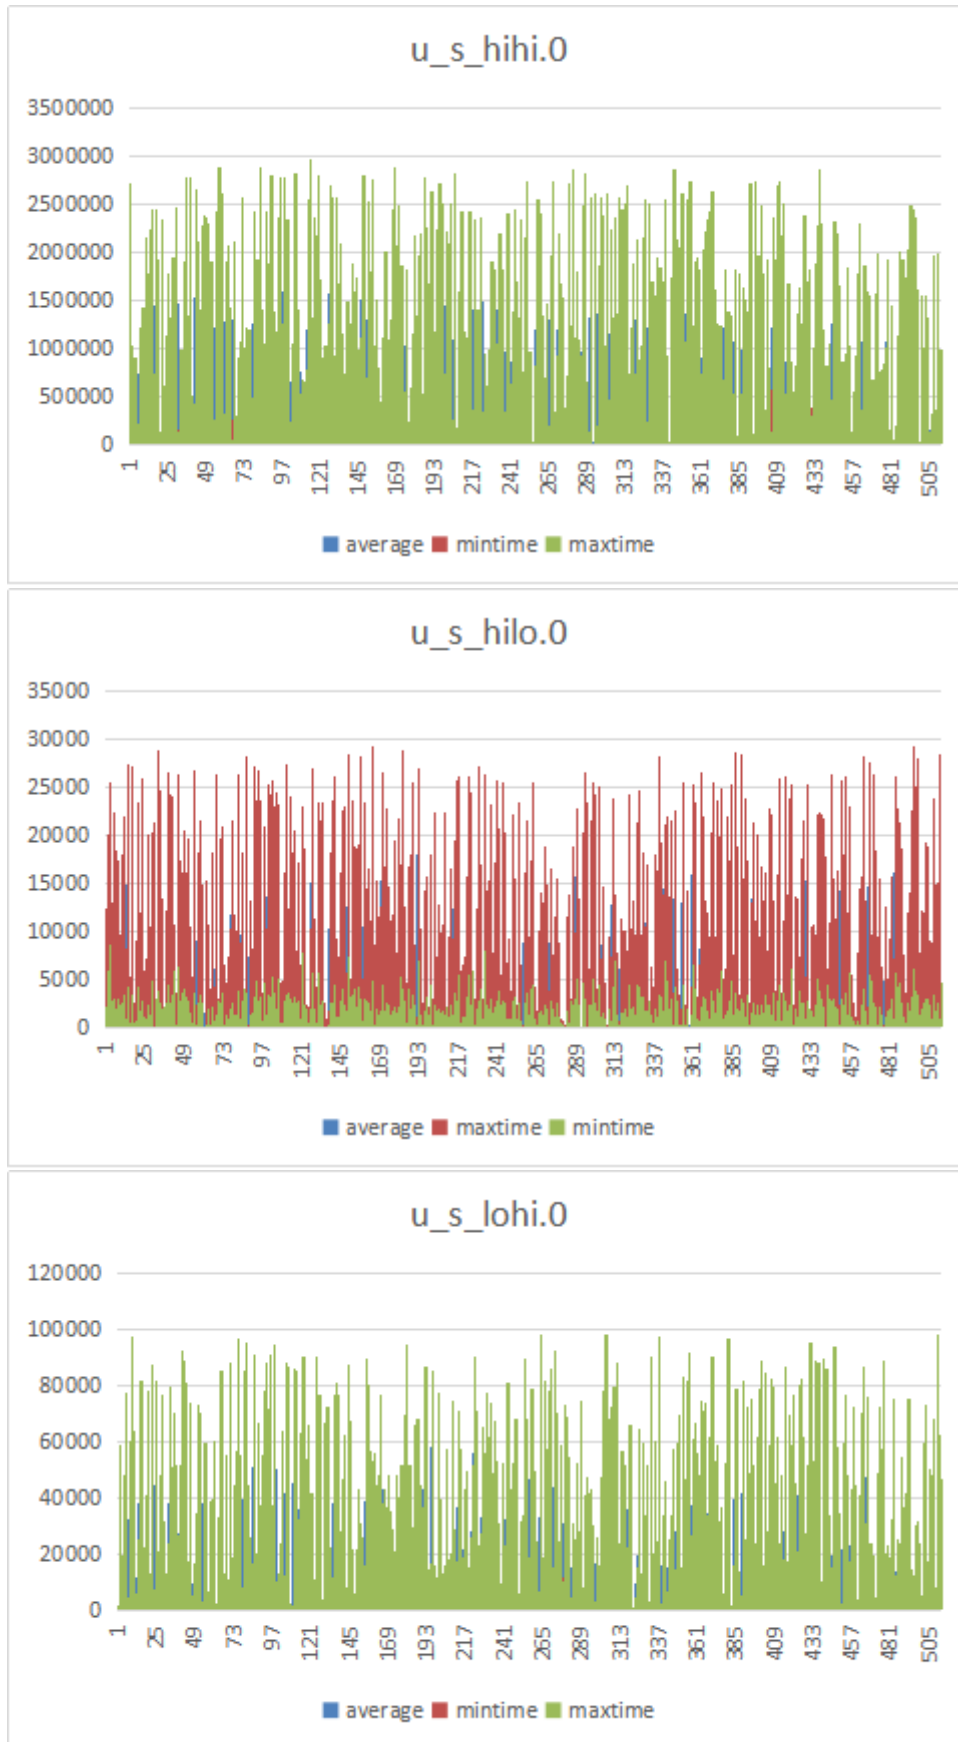 u_s_hihi.0
3500000
3000000
2500000
2000000
1500000
1000000
500000
0
1 25 49 73 97 121 145 169 193 217 241 265 289 313 337 361 385 409 433 457 481 505
average mintime maxtime
u_s_hilo.0
35000
30000
25000
20000
15000
10000
5000
0
1 25 49 73 97 121 145 169 193 217 241 265 289 313 337 361 385 409 433 457 481 505
average maxtime mintime
u_s_lohi.0
120000
100000
80000
60000
40000
20000
0
1 25 49 73 97 121 145 169 193 217 241 265 289 313 337 361 385 409 433 457 481 505
average mintime maxtime